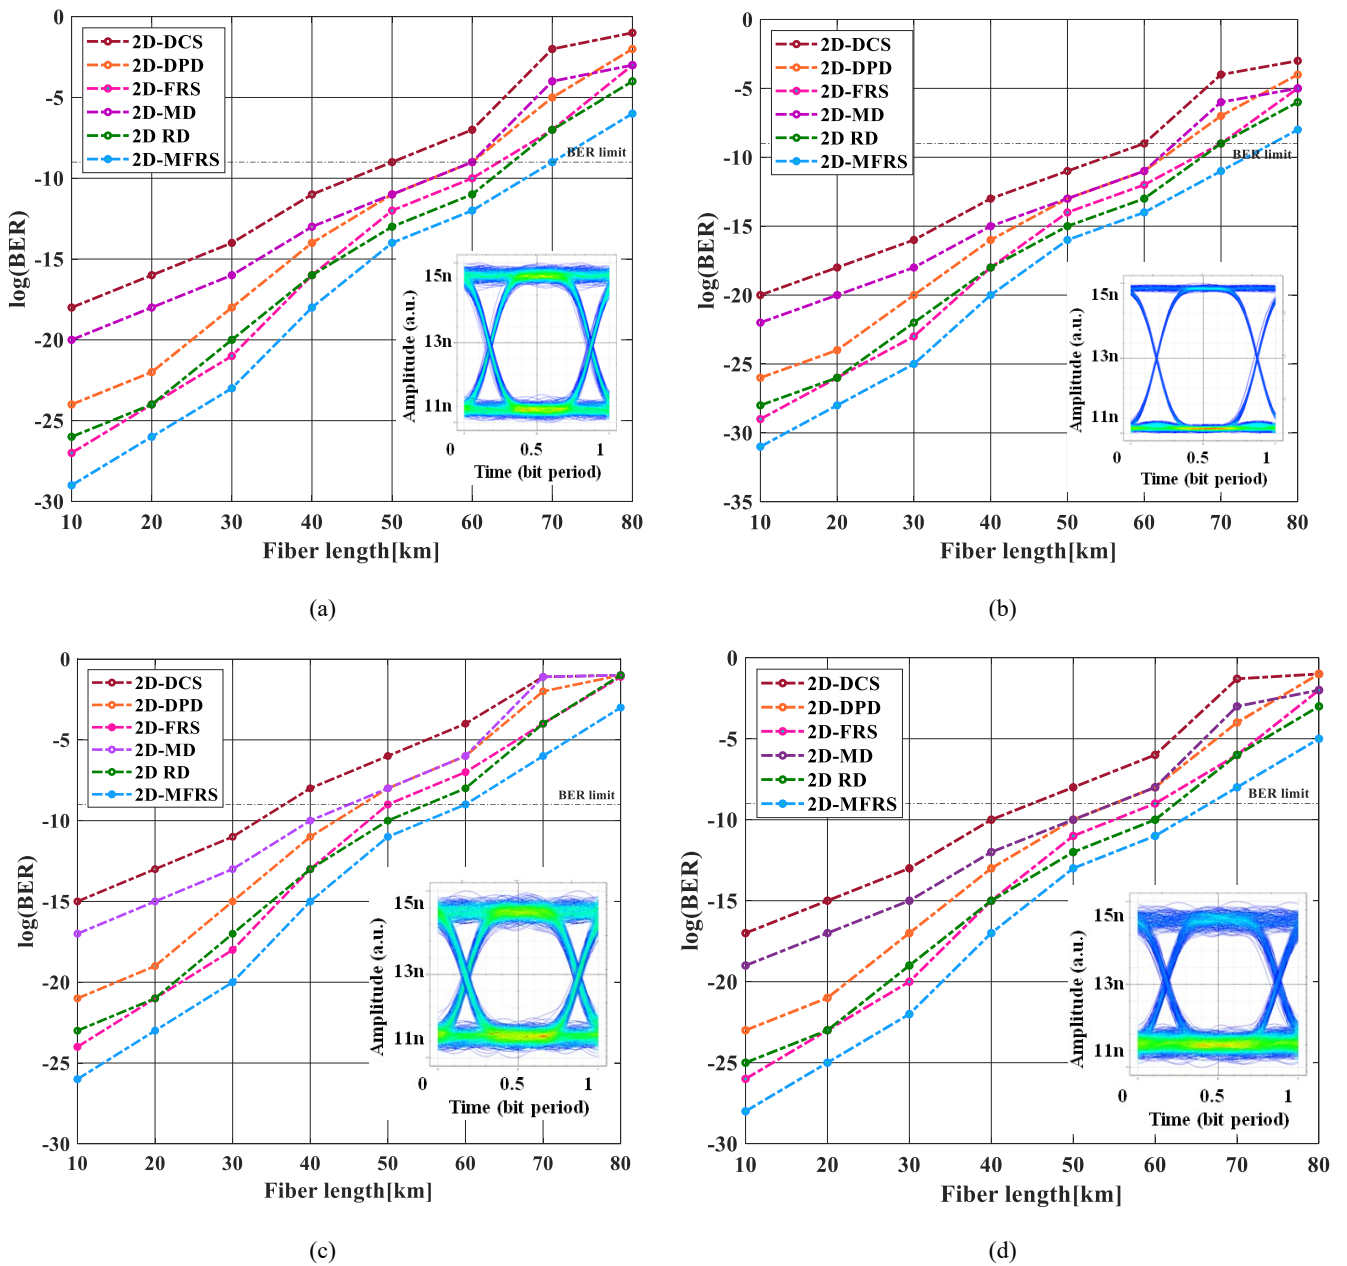 0
-5
-10
-15
-20
-25
-30
log(BER)
2D-DCS
2D-DPD
2D-FRS
2D-MD
2D RD
2D-MFRS
BER limit
15n
13n
11n
Amplitude (a.u.)
0 0.5 1
Time (bit period)
10 20 30 40 50 60 70 80
Fiber length[km]
(a)
0
-5
-10
-15
-20
-25
-30
-35
log(BER)
2D-DCS
2D-DPD
2D-FRS
2D-MD
2D RD
2D-MFRS
BER limit
15n
13n
11n
Amplitude (a.u.)
0 0.5 1
Time (bit period)
10 20 30 40 50 60 70 80
Fiber length[km]
(b)
0
-5
-10
-15
-20
-25
-30
log(BER)
2D-DCS
2D-DPD
2D-FRS
2D-MD
2D RD
2D-MFRS
BER limit
15n
13n
11n
Amplitude (a.u.)
0 0.5 1
Time (bit period)
10 20 30 40 50 60 70 80
Fiber length[km]
(c)
0
-5
-10
-15
-20
-25
-30
log(BER)
2D-DCS
2D-DPD
2D-FRS
2D-MD
2D RD
2D-MFRS
BER limit
15n
13n
11n
Amplitude (a.u.)
0 0.5 1
Time (bit period)
10 20 30 40 50 60 70 80
Fiber length[km]
(d)